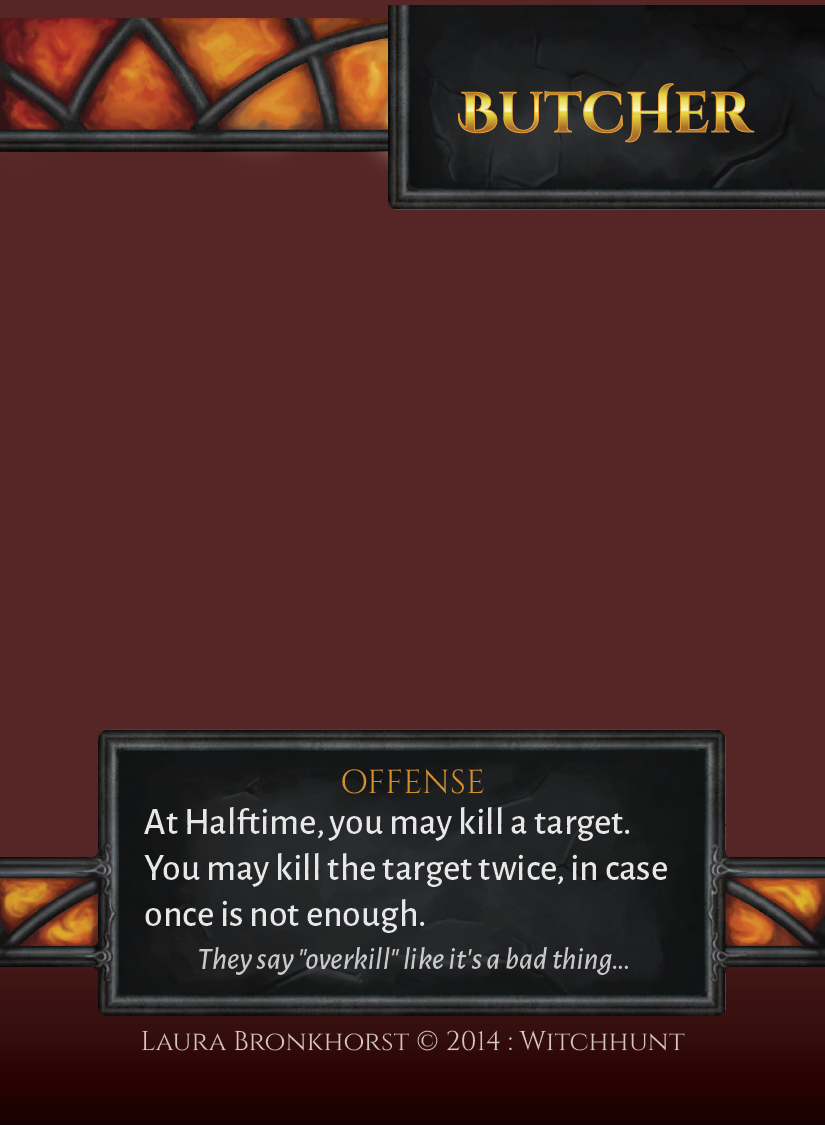 BUTCHER
OFFENSE
At Halftime, you may kill a target.
You may kill the target twice, in case
once is not enough.
They say "overkill" like it's a bad thing...
Laura Bronkhorst © 2014 : Witchhunt